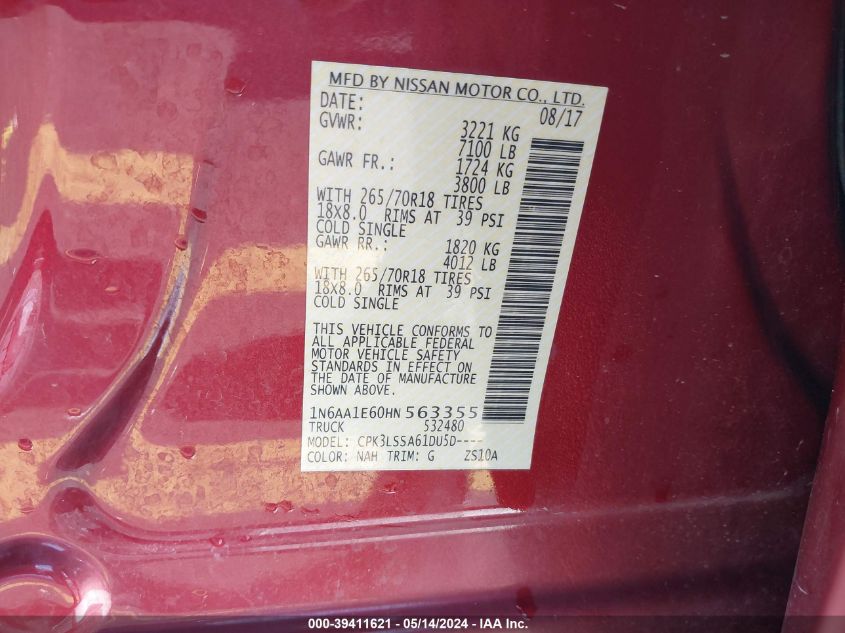 MFD BY NISSAN MOTOR CO., LTD.
DATE: 08/17
GVWR: 3221 KG
7100 LB
GAWR FR.: 1724 KG
3800 LB
WITH 265/70R18 TIRES
18X8.0 RIMS AT 39 PSI
COLD SINGLE
GAWR RR.: 1820 KG
4012 LB
WITH 265/70R18 TIRES
18X8.0 RIMS AT 39 PSI
COLD SINGLE
THIS VEHICLE CONFORMS TO
ALL APPLICABLE FEDERAL
MOTOR VEHICLE SAFETY
STANDARDS IN EFFECT ON
THE DATE OF MANUFACTURE
SHOWN ABOVE.
1N6AA1E60HN563355
TRUCK 532480
MODEL: CPK3LSSA61DU5D----
COLOR: NAH TRIM: G ZS10A
000-39411621 - 05/14/2024 - IAA Inc.